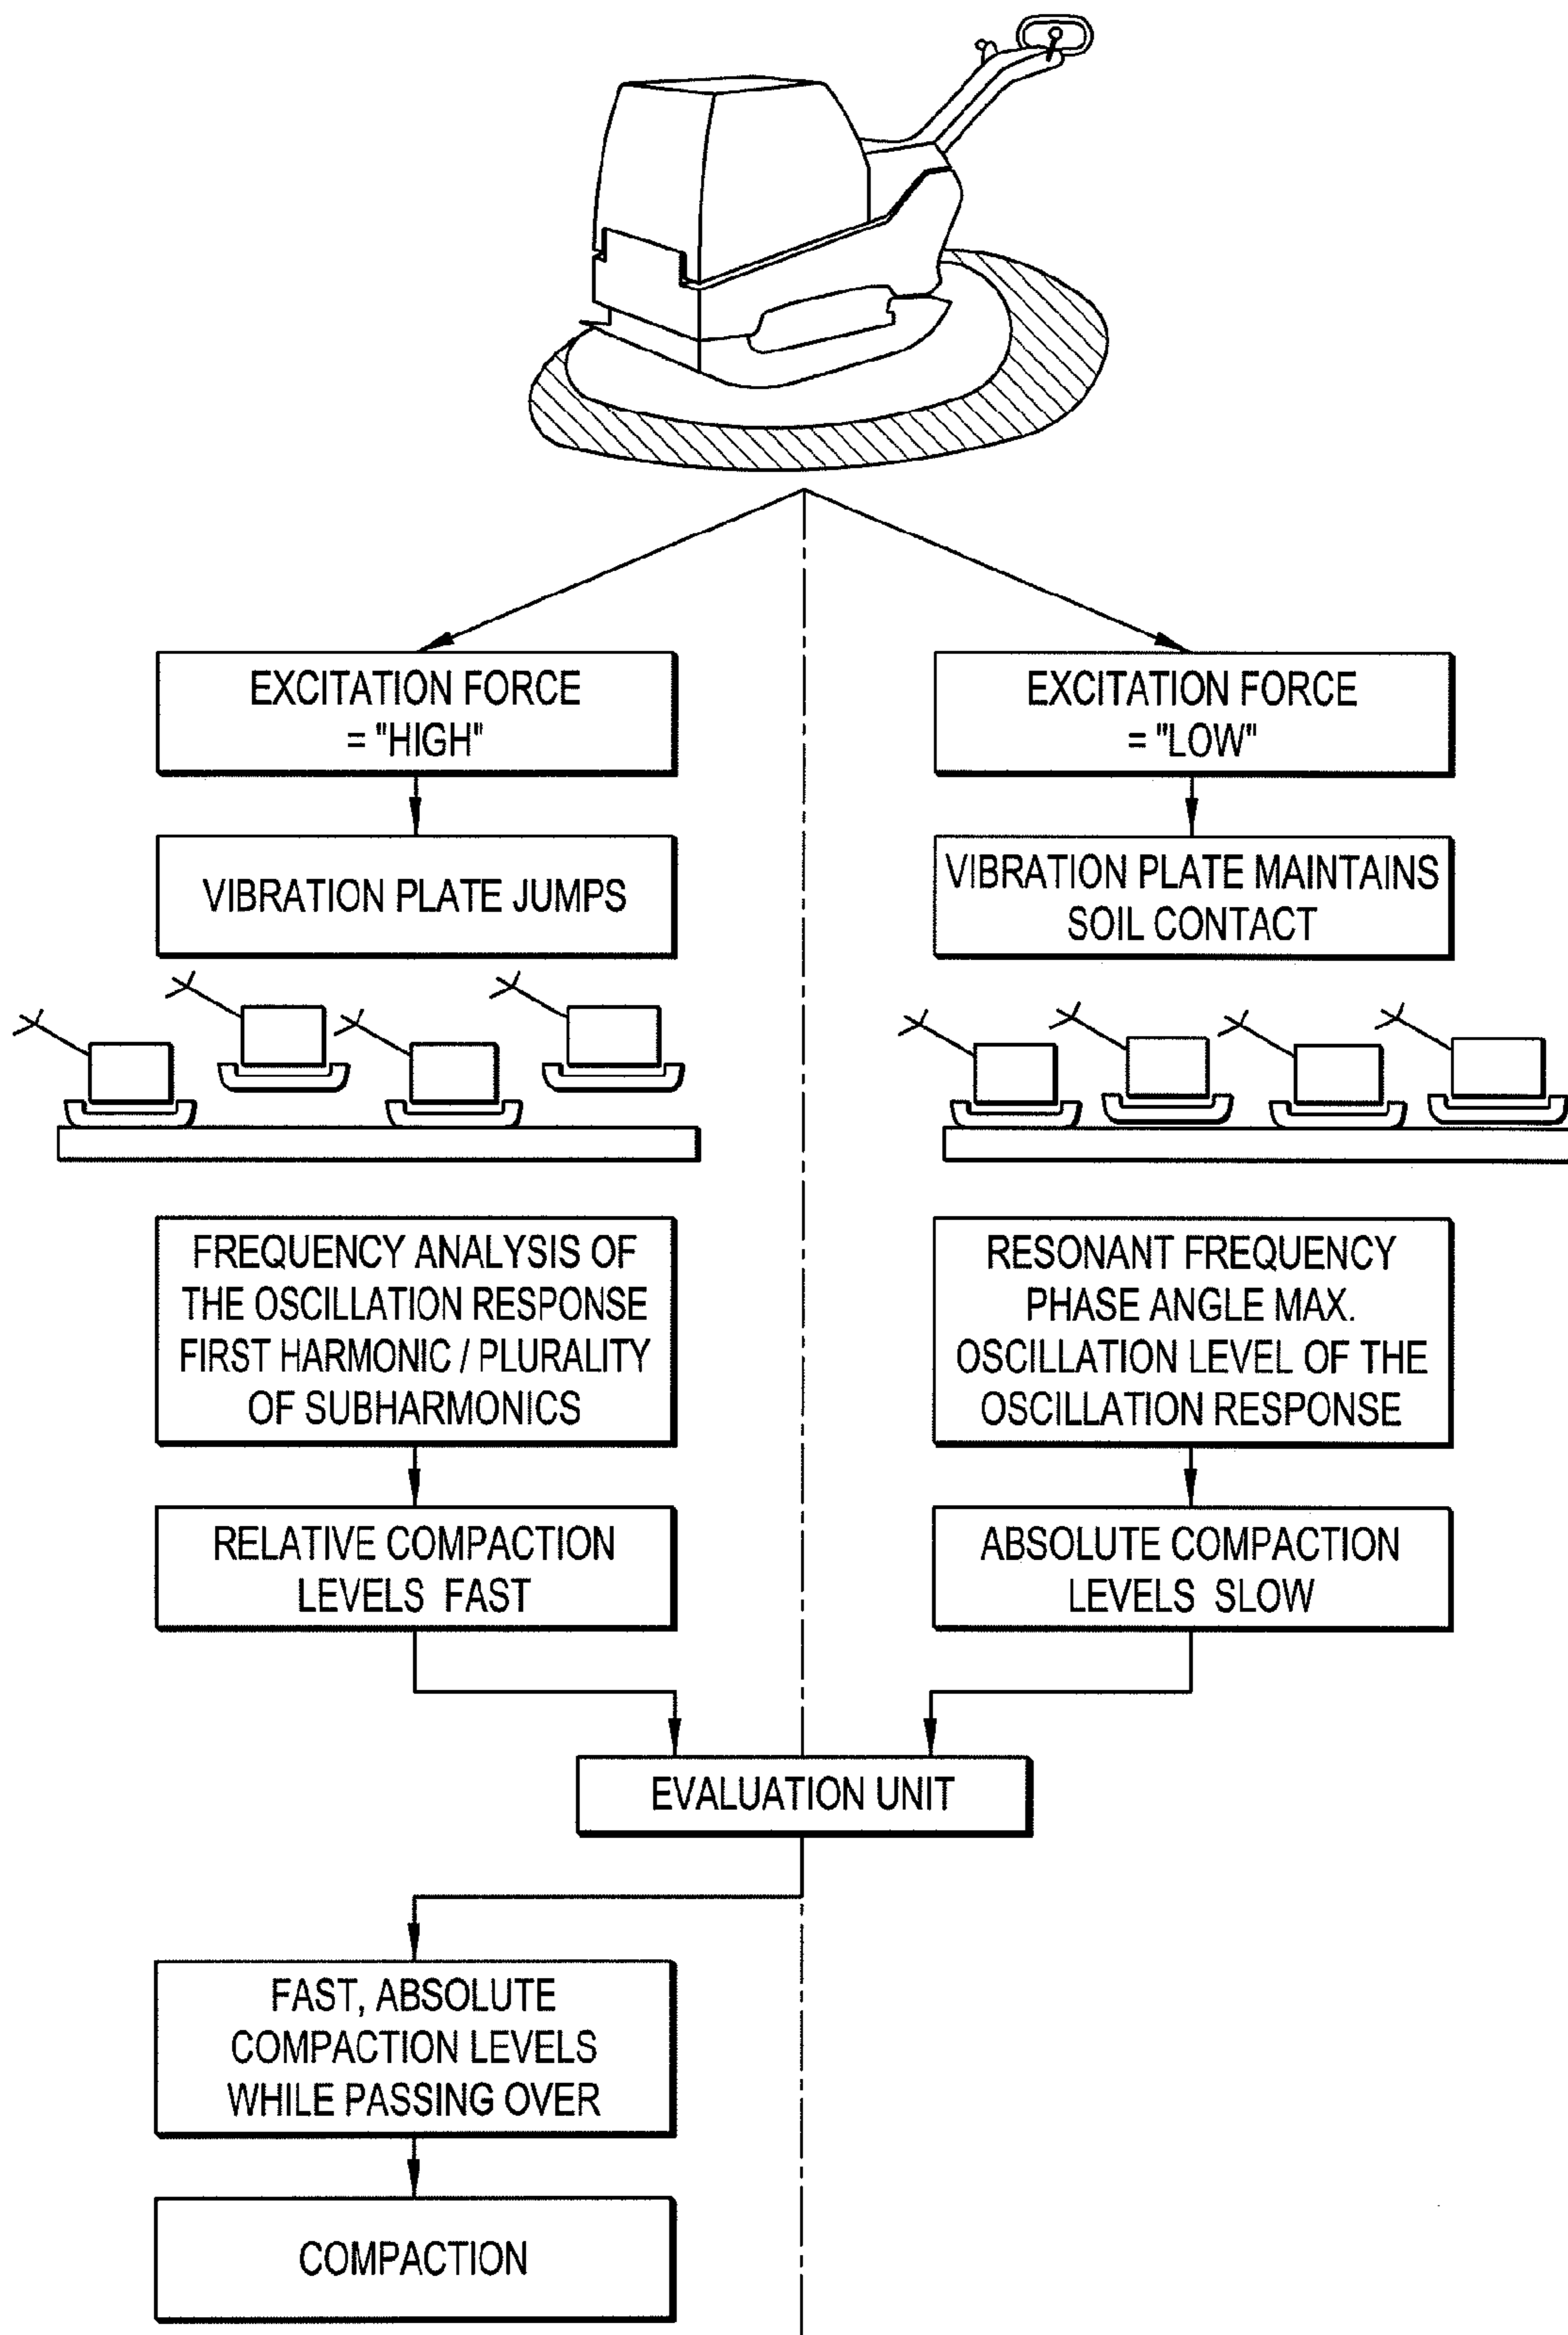 EXCITATION FORCE
= "HIGH"
VIBRATION PLATE JUMPS
FREQUENCY ANALYSIS OF
THE OSCILLATION RESPONSE
FIRST HARMONIC / PLURALITY
OF SUBHARMONICS
RELATIVE COMPACTION
LEVELS FAST
EXCITATION FORCE
= "LOW"
VIBRATION PLATE MAINTAINS
SOIL CONTACT
RESONANT FREQUENCY
PHASE ANGLE MAX.
OSCILLATION LEVEL OF THE
OSCILLATION RESPONSE
ABSOLUTE COMPACTION
LEVELS SLOW
EVALUATION UNIT
FAST, ABSOLUTE
COMPACTION LEVELS
WHILE PASSING OVER
COMPACTION